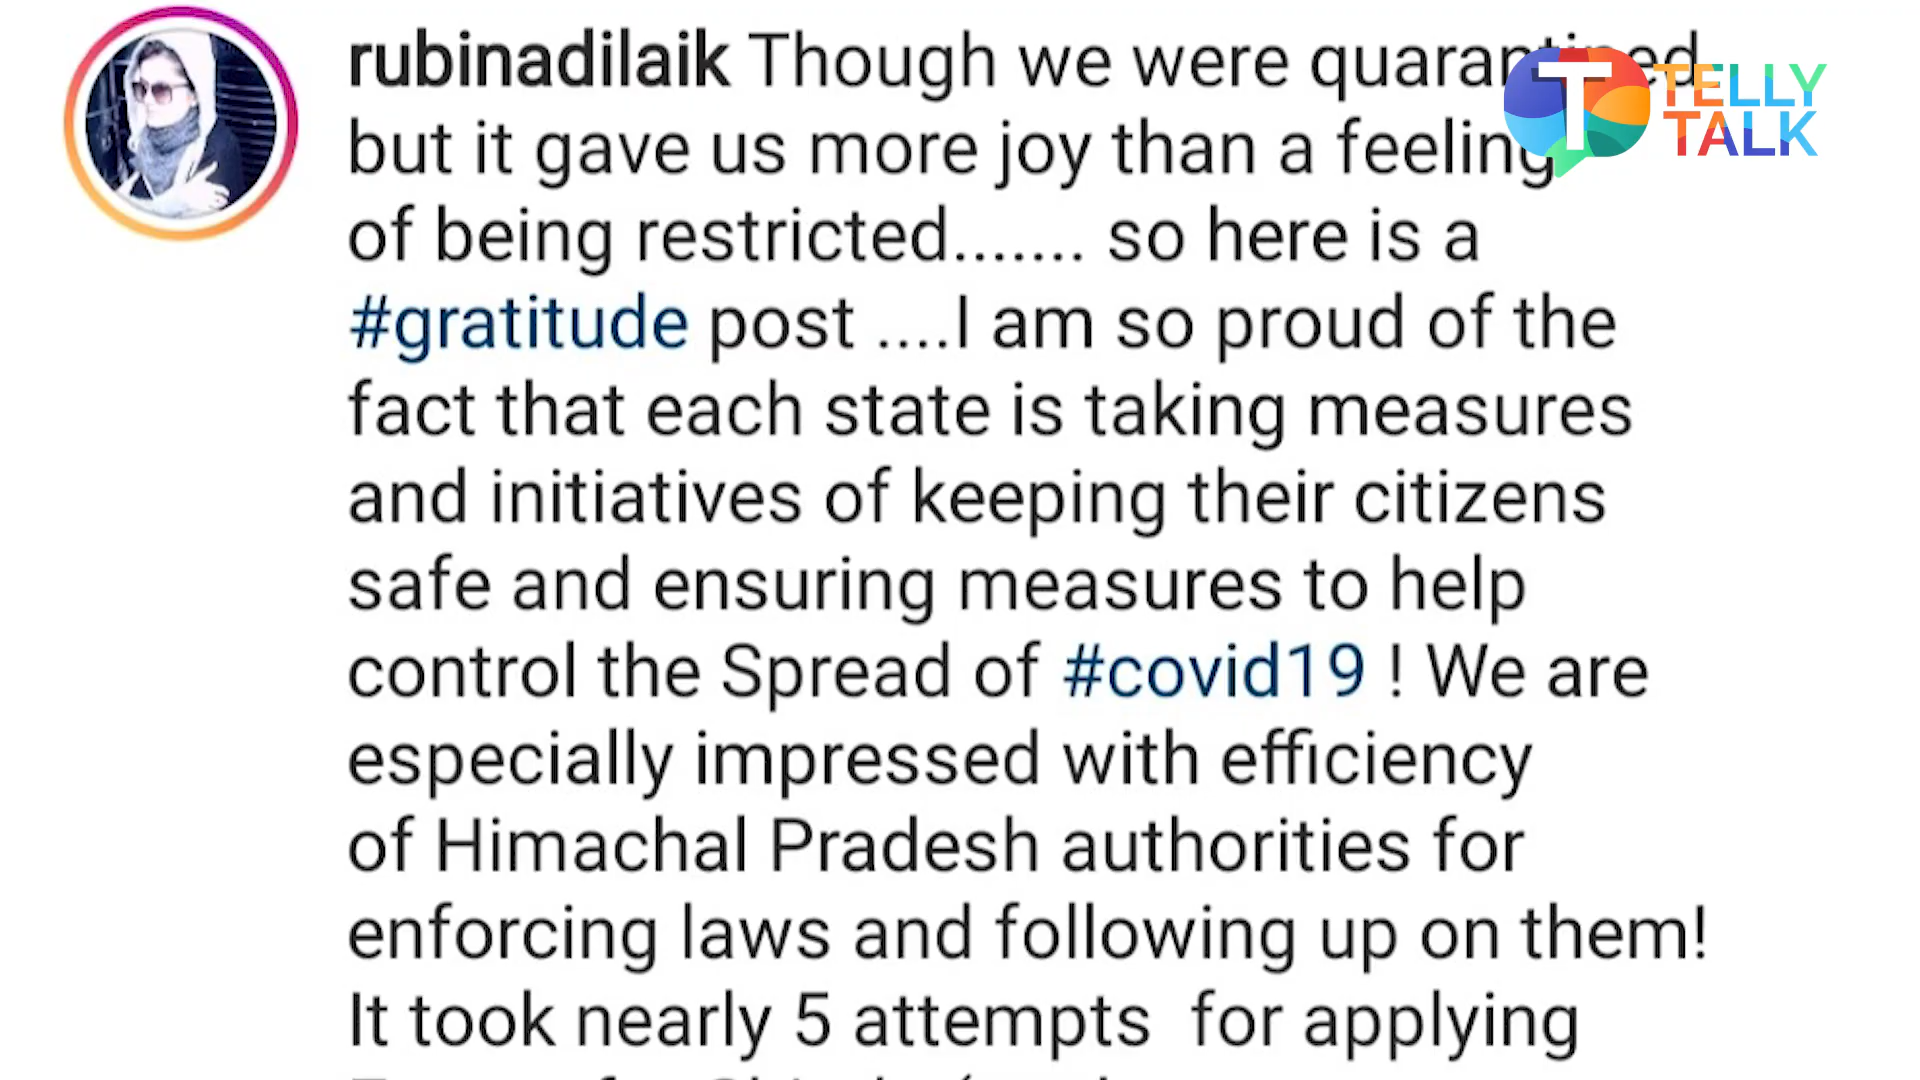 rubinadilaik Though we were quarantined
but it gave us more joy than a feeling
of being restricted....... so here is a
#gratitude post ....I am so proud of the
fact that each state is taking measures
and initiatives of keeping their citizens
safe and ensuring measures to help
control the Spread of #covid19 ! We are
especially impressed with efficiency
of Himachal Pradesh authorities for
enforcing laws and following up on them!
It took nearly 5 attempts  for applying
T TELLY
TALK